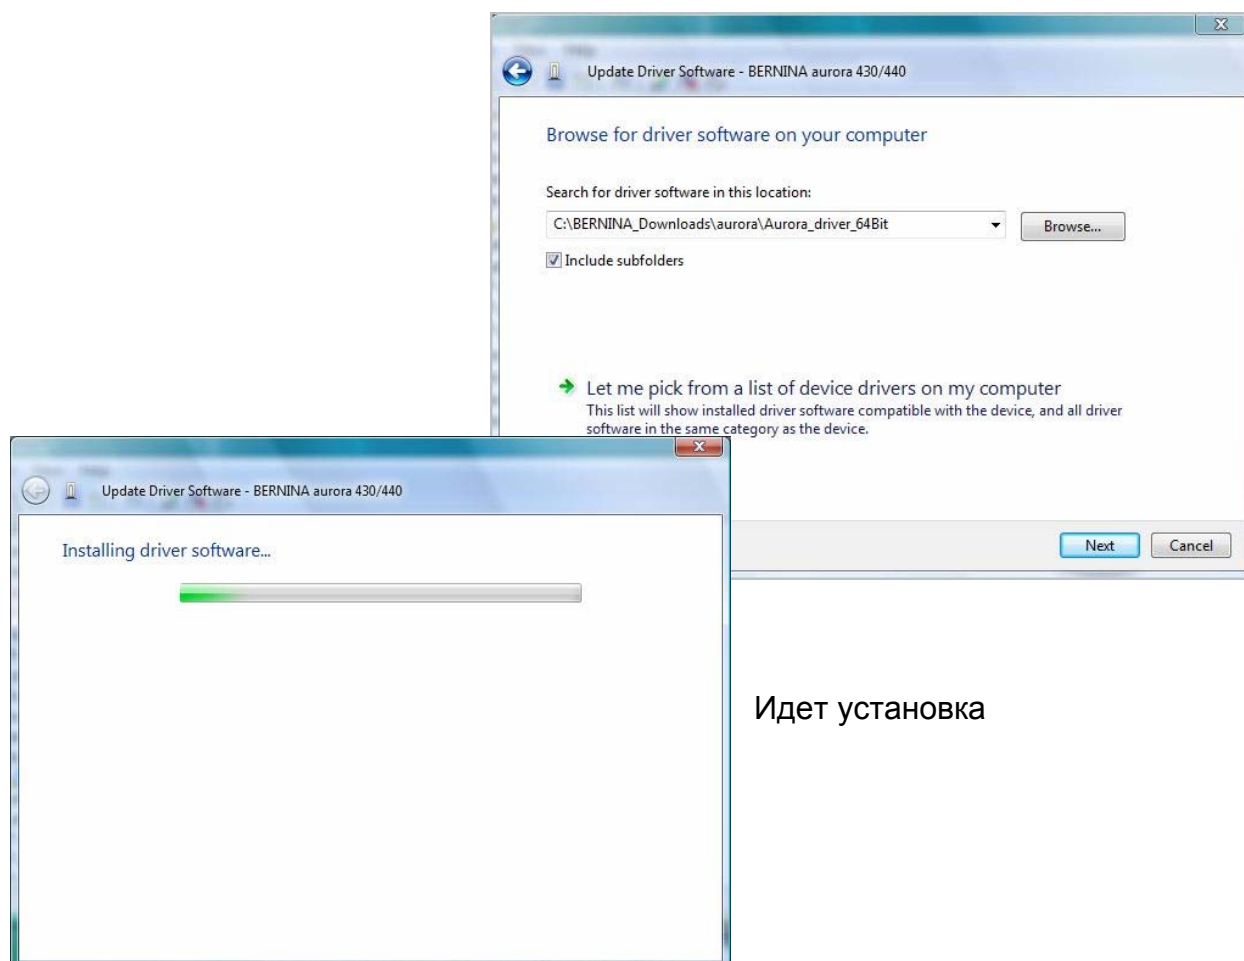 Update Driver Software - BERNINA aurora 430/440
Browse for driver software on your computer
Search for driver software in this location:
C:\BERNINA_Downloads\aurora\Aurora_driver_64Bit
Browse...
Include subfolders
Let me pick from a list of device drivers on my computer
This list will show installed driver software compatible with the device, and all driver
software in the same category as the device.
Next
Cancel
Update Driver Software - BERNINA aurora 430/440
Installing driver software...
Идет установка